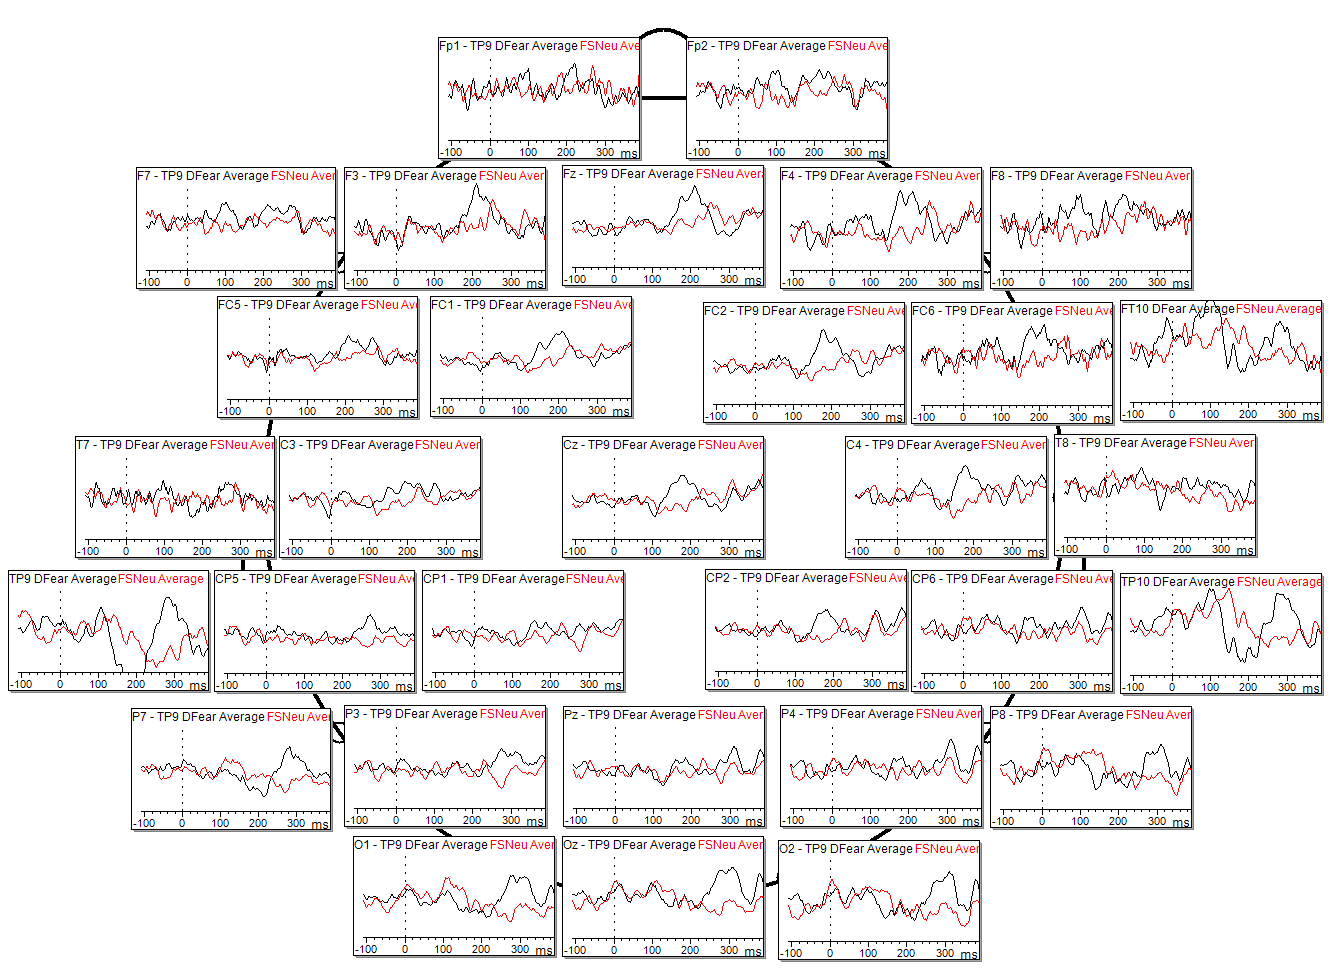 Fp1 - TP9 DFear Average FSNeu Ave
-100 0 100 200 300 ms
Fp2 - TP9 DFear Average FSNeu Ave
-100 0 100 200 300 ms
F7 - TP9 DFear Average FSNeu Aver
-100 0 100 200 300 ms
F3 - TP9 DFear Average FSNeu Aver
-100 0 100 200 300 ms
Fz - TP9 DFear Average FSNeu Aver
-100 0 100 200 300 ms
F4 - TP9 DFear Average FSNeu Aver
-100 0 100 200 300 ms
F8 - TP9 DFear Average FSNeu Aver
-100 0 100 200 300 ms
FC5 - TP9 DFear Average FSNeu Ave
-100 0 100 200 300 ms
FC1 - TP9 DFear Average FSNeu Ave
-100 0 100 200 300 ms
FC2 - TP9 DFear Average FSNeu Ave
-100 0 100 200 300 ms
FC6 - TP9 DFear Average FSNeu Ave
-100 0 100 200 300 ms
FT10 DFear Average FSNeu Average
-100 0 100 200 300 ms
T7 - TP9 DFear Average FSNeu Aver
-100 0 100 200 300 ms
C3 - TP9 DFear Average FSNeu Aver
-100 0 100 200 300 ms
Cz - TP9 DFear Average FSNeu Aver
-100 0 100 200 300 ms
C4 - TP9 DFear Average FSNeu Aver
-100 0 100 200 300 ms
T8 - TP9 DFear Average FSNeu Aver
-100 0 100 200 300 ms
TP9 DFear Average FSNeu Average
-100 0 100 200 300 ms
CP5 - TP9 DFear Average FSNeu Ave
-100 0 100 200 300 ms
CP1 - TP9 DFear Average FSNeu Ave
-100 0 100 200 300 ms
CP2 - TP9 DFear Average FSNeu Ave
-100 0 100 200 300 ms
CP6 - TP9 DFear Average FSNeu Ave
-100 0 100 200 300 ms
TP10 DFear Average FSNeu Average
-100 0 100 200 300 ms
P7 - TP9 DFear Average FSNeu Aver
-100 0 100 200 300 ms
P3 - TP9 DFear Average FSNeu Aver
-100 0 100 200 300 ms
Pz - TP9 DFear Average FSNeu Aver
-100 0 100 200 300 ms
P4 - TP9 DFear Average FSNeu Aver
-100 0 100 200 300 ms
P8 - TP9 DFear Average FSNeu Aver
-100 0 100 200 300 ms
O1 - TP9 DFear Average FSNeu Aver
-100 0 100 200 300 ms
Oz - TP9 DFear Average FSNeu Aver
-100 0 100 200 300 ms
O2 - TP9 DFear Average FSNeu Aver
-100 0 100 200 300 ms